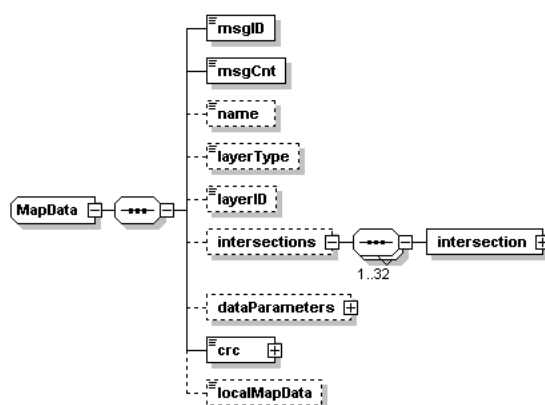 msgID
msgCnt
name
layerType
layerID
MapData
intersections
intersection
1..32
dataParameters
crc
localMapData